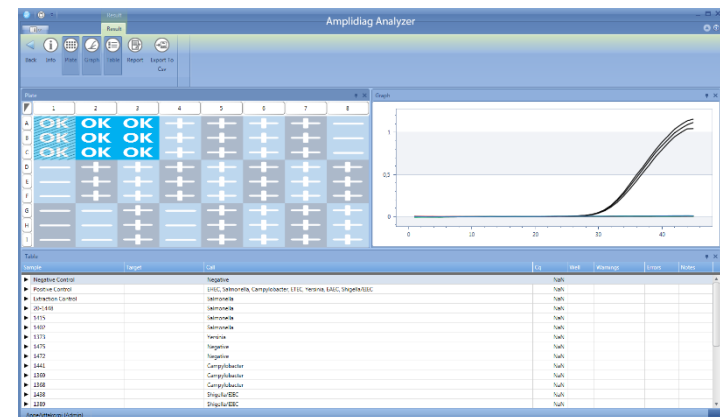 Result
Amplidiag Analyzer
File
Result
Back Info Plate Graph Table Report Export To Csv
Plate
Graph
1 2 3 4 5 6 7 8
A OK OK OK
B OK OK OK
C OK OK OK
D
E
F
G
H
I
1
0,5
0
0 10 20 30 40
Table
Sample Target Call Cq Well Warnings Errors Notes
Negative Control Negative NaN
Positive Control EHEC, Salmonella, Campylobacter, ETEC, Yersinia, EAEC, Shigella/EIEC NaN
Extraction Control Salmonella NaN
20-1448 Salmonella NaN
1415 Salmonella NaN
1407 Salmonella NaN
1373 Yersinia NaN
1475 Negative NaN
1472 Negative NaN
1441 Campylobacter NaN
1369 Campylobacter NaN
1368 Campylobacter NaN
1438 Shigella/EIEC NaN
1389 Shigella/EIEC NaN
(Admin)